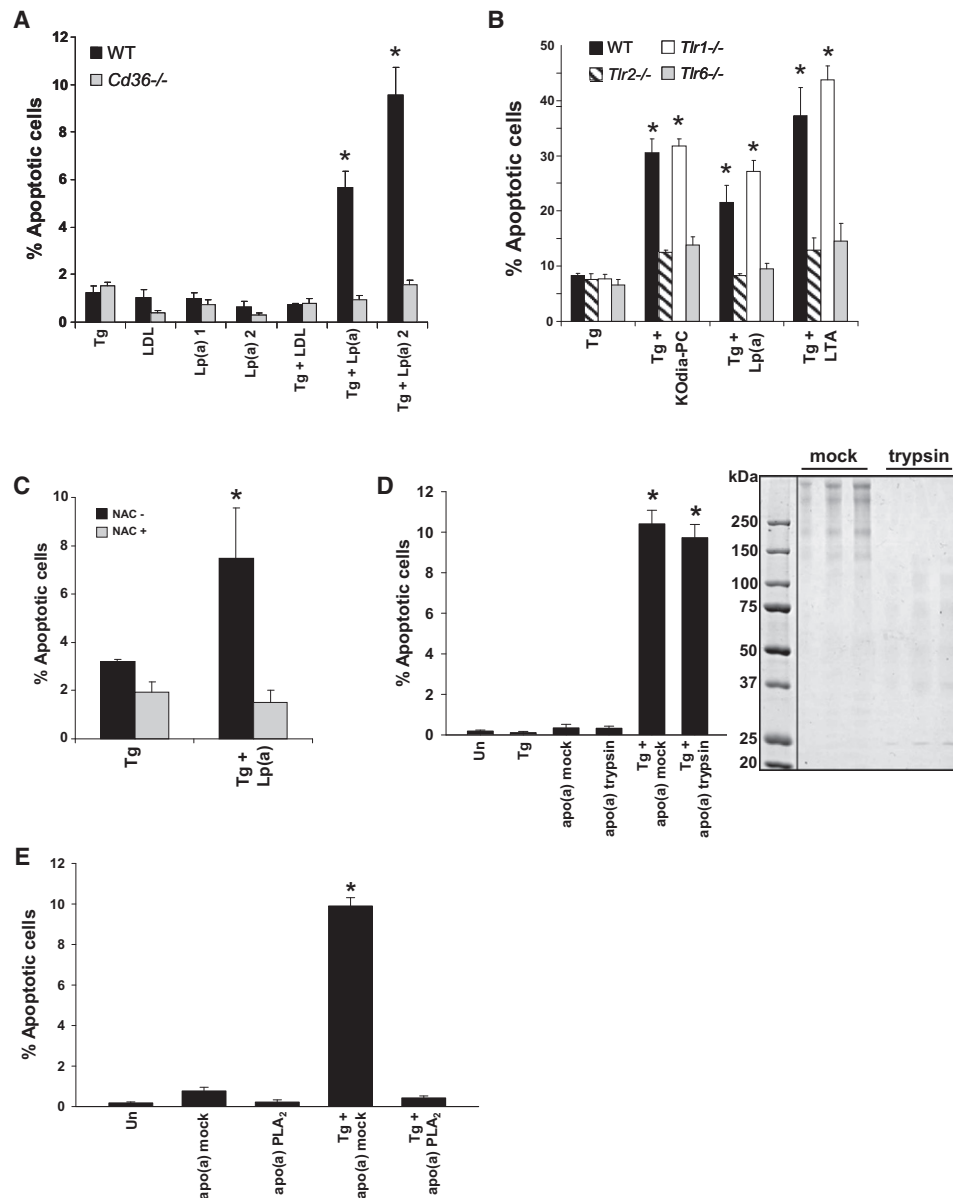 A
WT
Cd36-/-
% Apoptotic cells
12
10
8
6
4
2
0
*
*
Tg
LDL
Lp(a) 1
Lp(a) 2
Tg + LDL
Tg + Lp(a)
Tg + Lp(a) 2
B
WT
Tlr1-/-
Tlr2-/-
Tlr6-/-
% Apoptotic cells
50
40
30
20
10
0
*
*
*
*
*
*
Tg
Tg +
KOdia-PC
Tg +
Lp(a)
Tg +
LTA
C
NAC -
NAC +
% Apoptotic cells
10
8
6
4
2
0
*
Tg
Tg +
Lp(a)
D
% Apoptotic cells
12
10
8
6
4
2
0
*
*
Un
Tg
apo(a) mock
apo(a) trypsin
Tg +
apo(a) mock
Tg +
apo(a) trypsin
mock
trypsin
kDa
250
150
100
75
50
37
25
20
E
% Apoptotic cells
12
10
8
6
4
2
0
*
Un
apo(a) mock
apo(a) PLA₂
Tg +
apo(a) mock
Tg +
apo(a) PLA₂